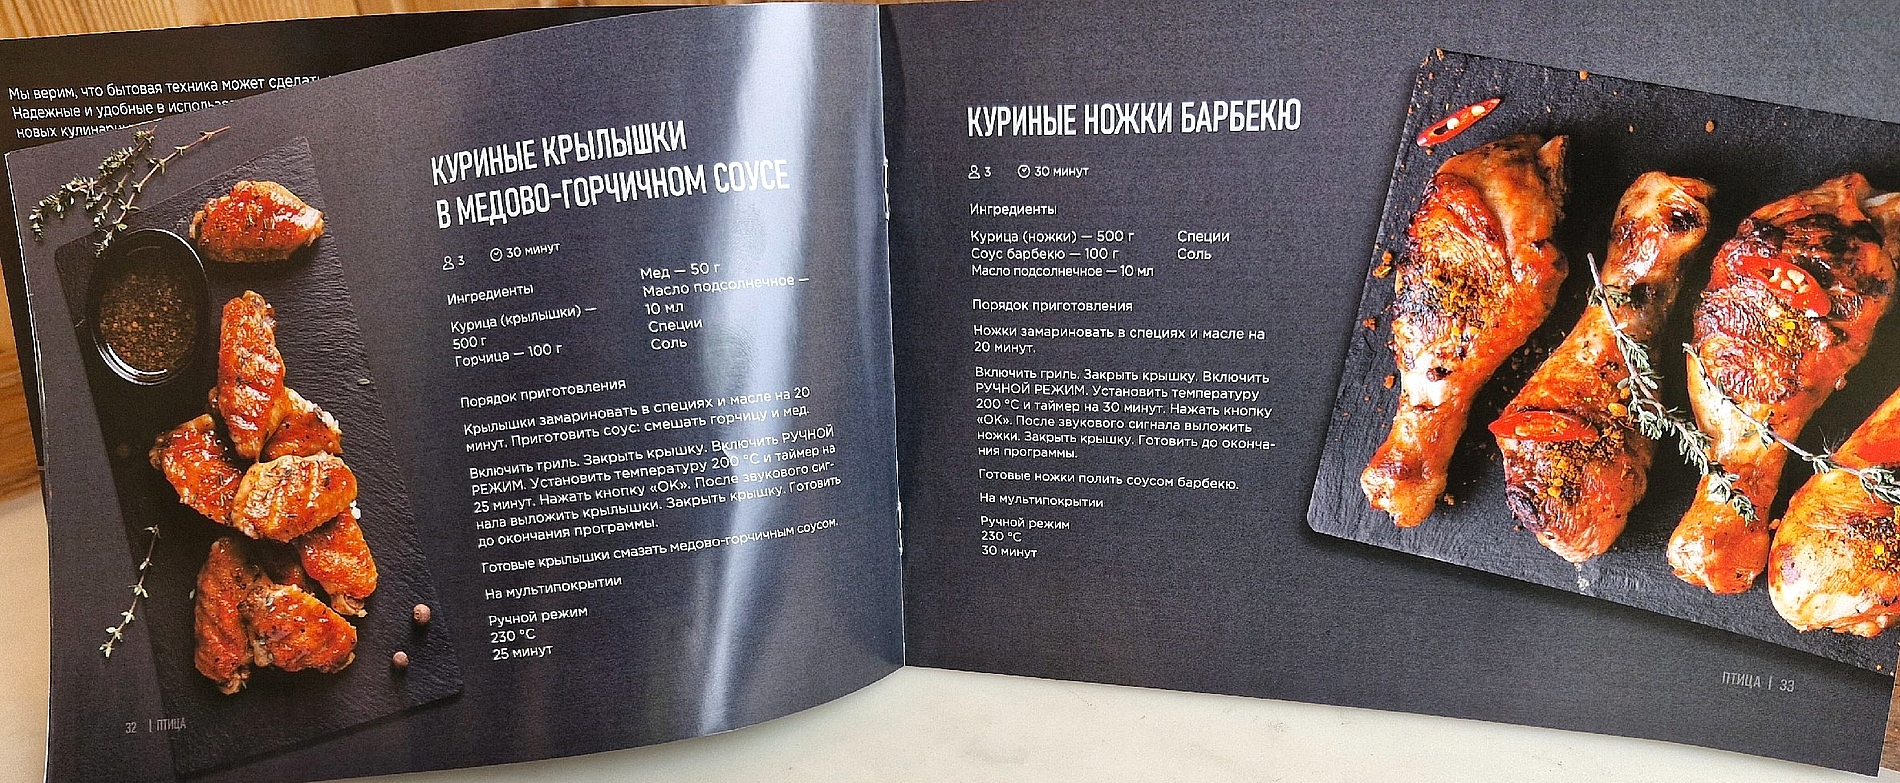 Мы верим, что бытовая техника может сделать
Надежные и удобные в
новых
КУРИНЫЕ КРЫЛЫШКИ
В МЕДОВО-ГОРЧИЧНОМ СОУСЕ
3 30 минут
Ингредиенты
Курица (крылышки) —
500 г
Горчица — 100 г
Мед — 50 г
Масло подсолнечное —
10 мл
Специи
Соль
Порядок приготовления
Крылышки замариновать в специях и масле на 20
минут. Приготовить соус: смешать горчицу и мед.
Включить гриль. Закрыть крышку. Включить РУЧНОЙ
РЕЖИМ. Установить температуру 200 °С и таймер на
25 минут. Нажать кнопку «ОК». После звукового сиг-
нала выложить крылышки. Закрыть крышку. Готовить
до окончания программы.
Готовые крылышки смазать медово-горчичным соусом.
На мультипокрытии
Ручной режим
230 °С
25 минут
32 | ПТИЦА
КУРИНЫЕ НОЖКИ БАРБЕКЮ
3 30 минут
Ингредиенты
Курица (ножки) — 500 г
Соус барбекю — 100 г
Масло подсолнечное — 10 мл
Специи
Соль
Порядок приготовления
Ножки замариновать в специях и масле на
20 минут.
Включить гриль. Закрыть крышку. Включить
РУЧНОЙ РЕЖИМ. Установить температуру
200 °С и таймер на 30 минут. Нажать кнопку
«ОК». После звукового сигнала выложить
ножки. Закрыть крышку. Готовить до оконча-
ния программы.
Готовые ножки полить соусом барбекю.
На мультипокрытии
Ручной режим
230 °С
30 минут
ПТИЦА | 33